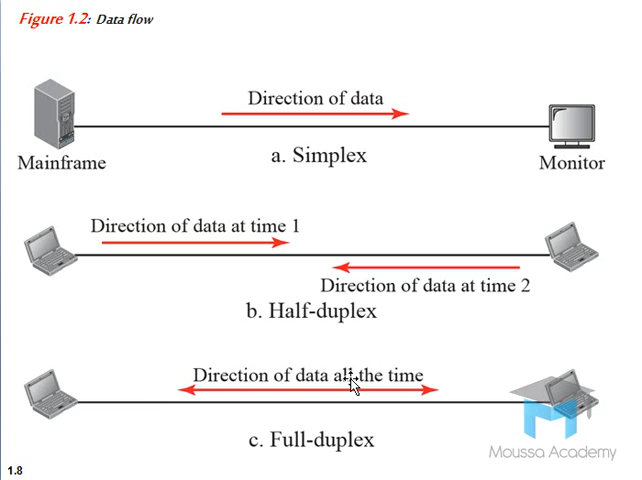 Figure 1.2: Data flow
Direction of data
Mainframe
Monitor
a. Simplex
Direction of data at time 1
Direction of data at time 2
b. Half-duplex
Direction of data all the time
c. Full-duplex
Moussa Academy
1.8